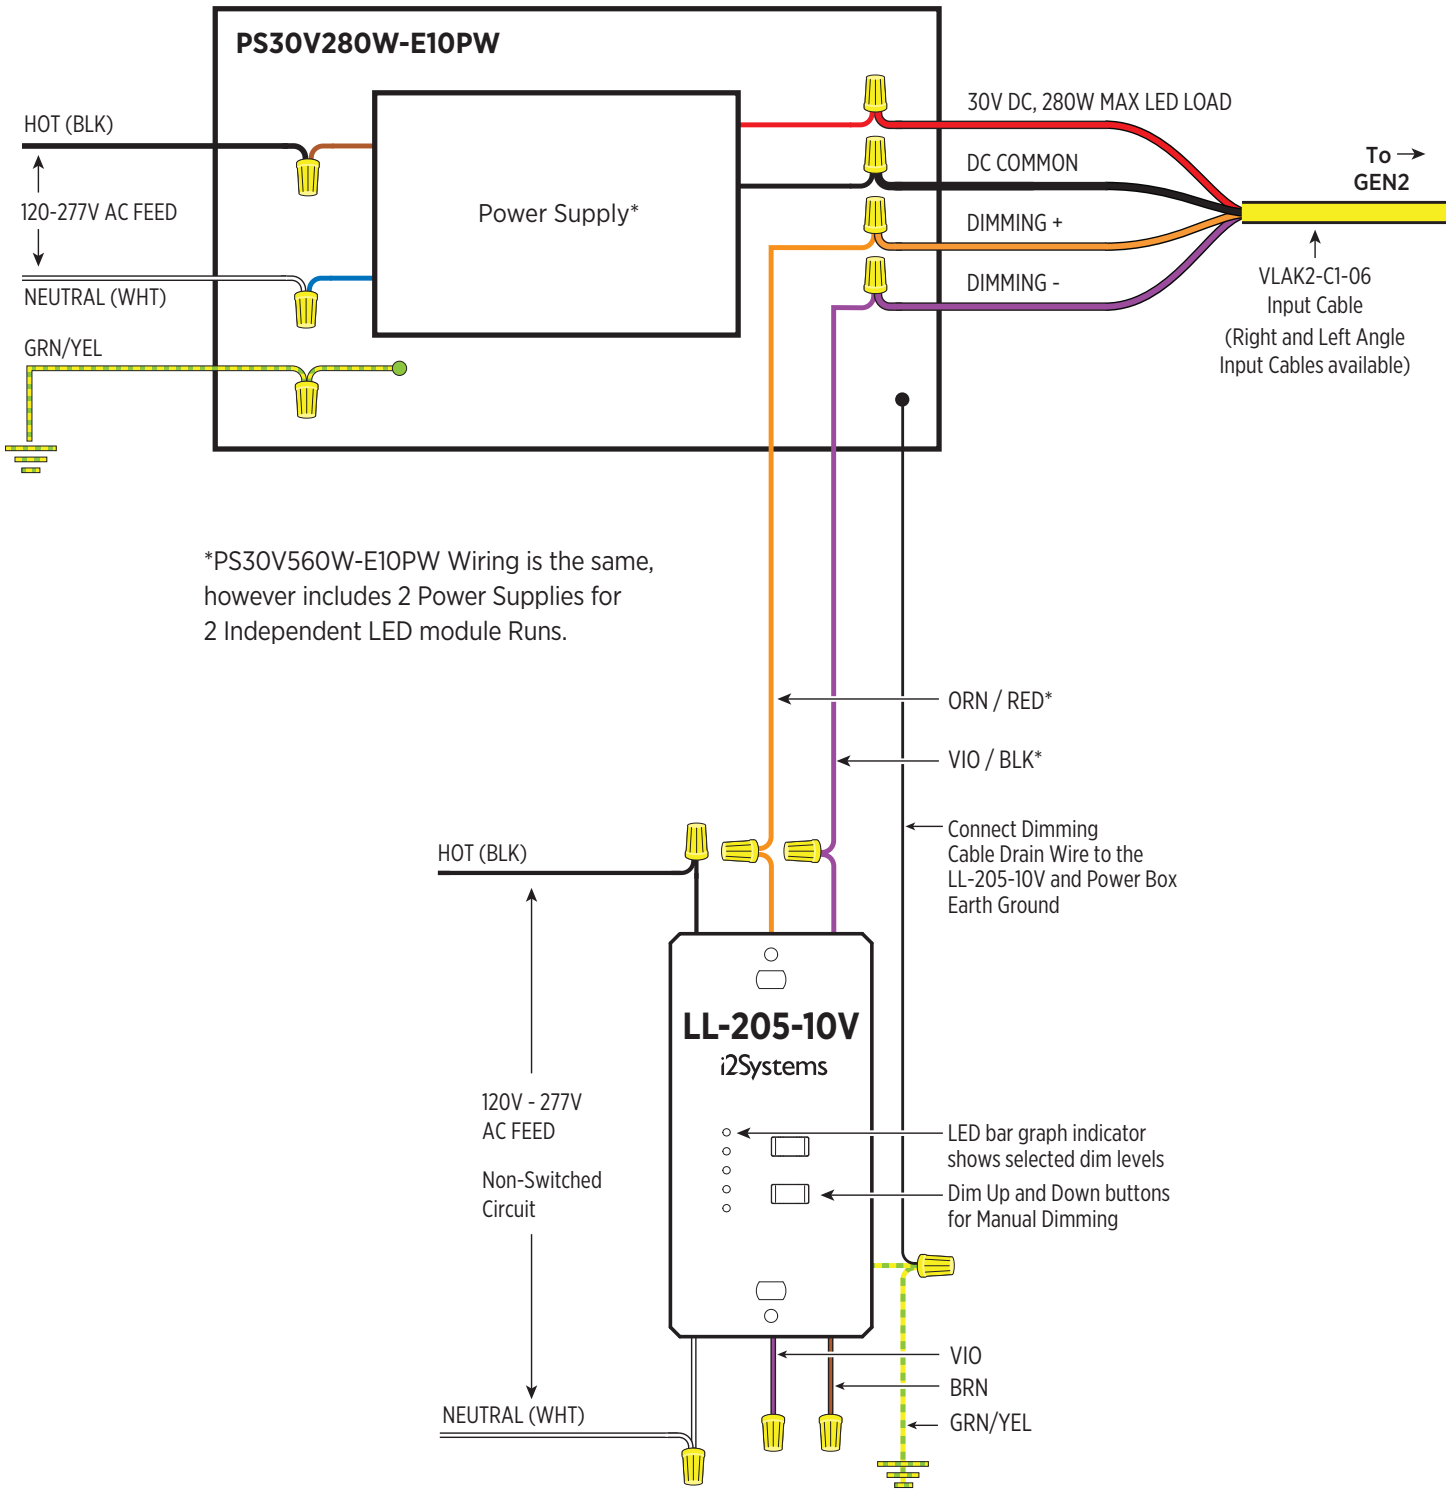 PS30V280W-E10PW
HOT (BLK)
120-277V AC FEED
NEUTRAL (WHT)
GRN/YEL
Power Supply*
30V DC, 280W MAX LED LOAD
DC COMMON
DIMMING +
DIMMING -
To →
GEN2
VLAK2-C1-06
Input Cable
(Right and Left Angle
Input Cables available)
*PS30V560W-E10PW Wiring is the same,
however includes 2 Power Supplies for
2 Independent LED module Runs.
ORN / RED*
VIO / BLK*
Connect Dimming
Cable Drain Wire to the
LL-205-10V and Power Box
Earth Ground
HOT (BLK)
120V - 277V
AC FEED
Non-Switched
Circuit
NEUTRAL (WHT)
LL-205-10V
i2Systems
LED bar graph indicator
shows selected dim levels
Dim Up and Down buttons
for Manual Dimming
VIO
BRN
GRN/YEL